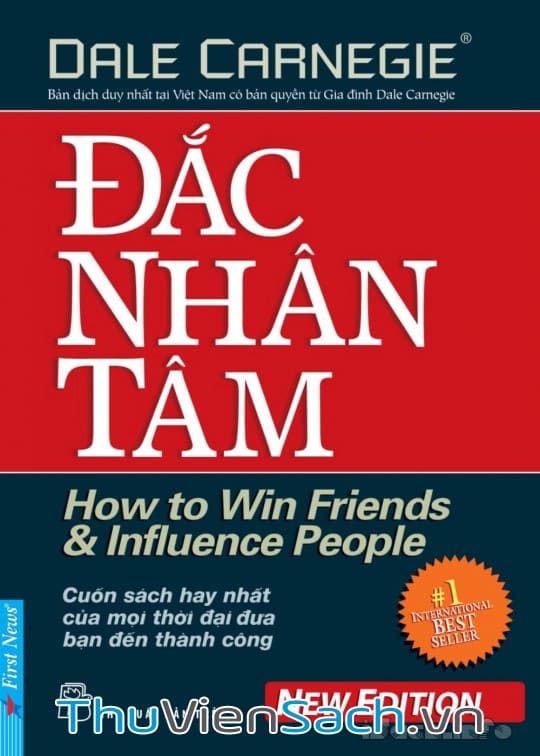 DALE CARNEGIE®
Bản dịch duy nhất tại Việt Nam có bản quyền từ Gia đình Dale Carnegie
ĐẮC
NHÂN
TÂM
How to Win Friends
& Influence People
Cuốn sách hay nhất
của mọi thời đại đưa
bạn đến thành công
#1
INTERNATIONAL
BEST
SELLER
First News®
NEW EDITION
ThuVienSach.vn